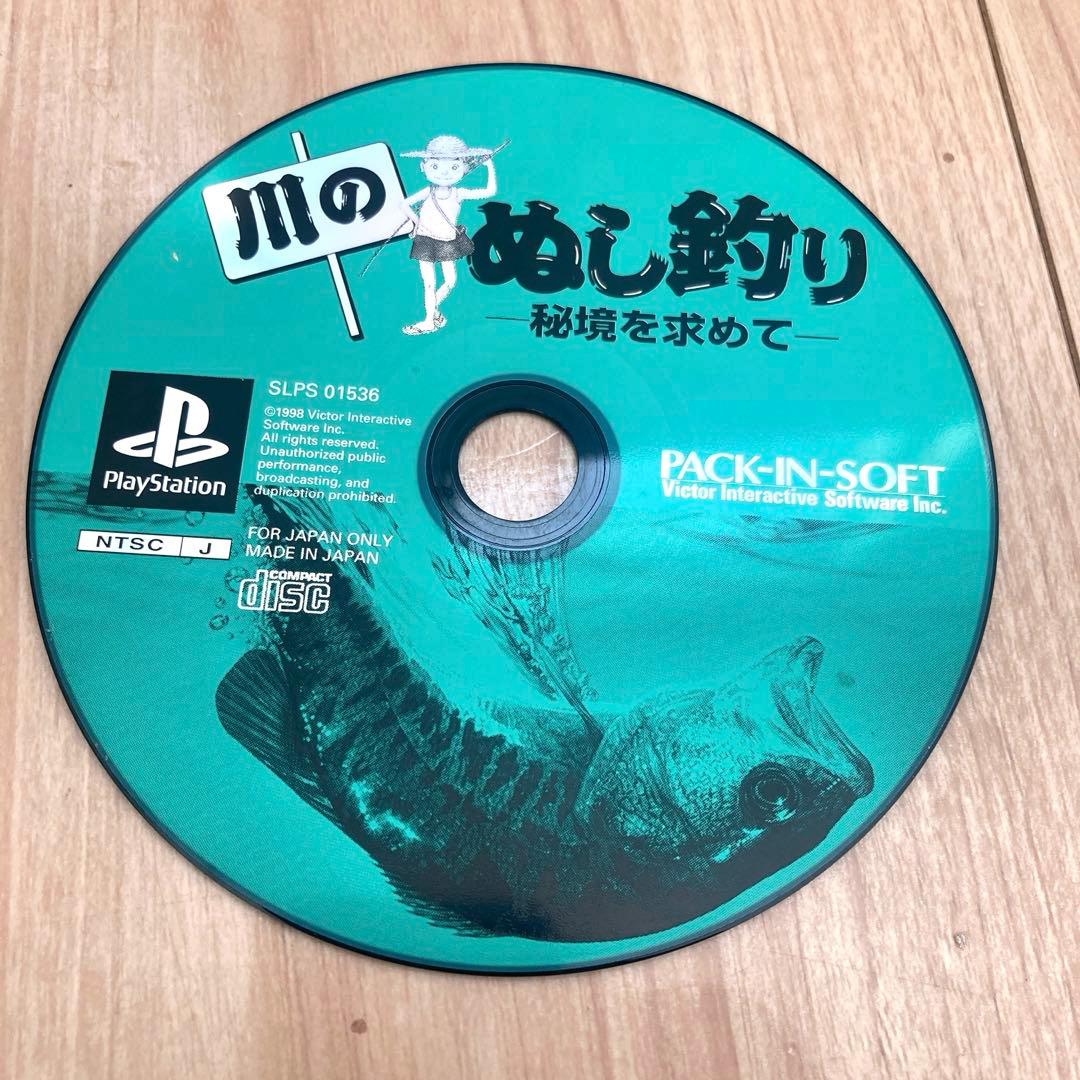 川の
ぬし釣り
―秘境を求めて―
SLPS 01536
©1998 Victor Interactive
Software Inc.
All rights reserved.
Unauthorized public
performance,
broadcasting, and
duplication prohibited.
PlayStation
PACK-IN-SOFT
Victor Interactive Software Inc.
NTSC J
FOR JAPAN ONLY
MADE IN JAPAN
COMPACT
disc